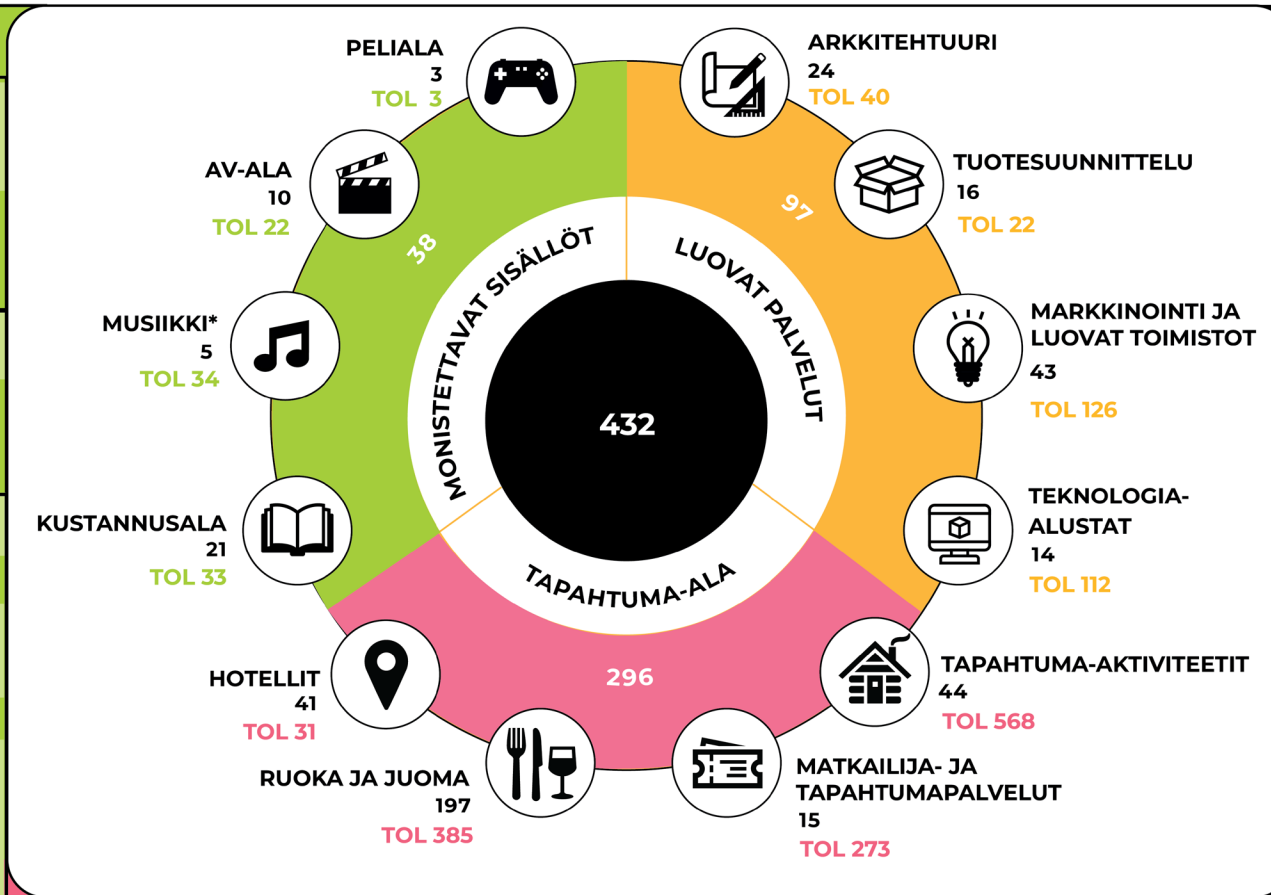 PELIALA
3
TOL 3
AV-ALA
10
TOL 22
MUSIIKKI*
5
TOL 34
KUSTANNUSALA
21
TOL 33
38
MONISTETTAVAT SISÄLLÖT
ARKKITEHTUURI
24
TOL 40
TUOTESUUNNITTELU
16
TOL 22
MARKKINOINTI JA
LUOVAT TOIMISTOT
43
TOL 126
TEKNOLOGIA-
ALUSTAT
14
TOL 112
97
LUOVAT PALVELUT
432
TAPAHTUMA-ALA
296
HOTELLIT
41
TOL 31
RUOKA JA JUOMA
197
TOL 385
MATKAILIJA- JA
TAPAHTUMAPALVELUT
15
TOL 273
TAPAHTUMA-AKTIVITEETIT
44
TOL 568